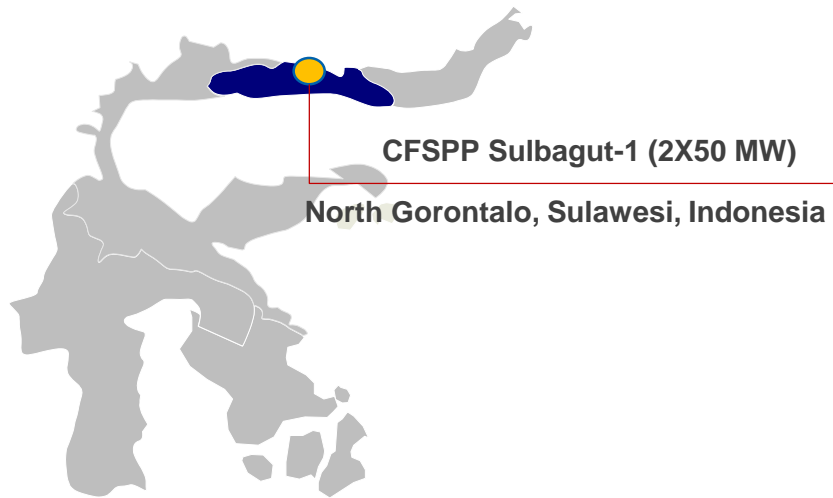 CFSPP Sulbagut-1 (2X50 MW)
North Gorontalo, Sulawesi, Indonesia